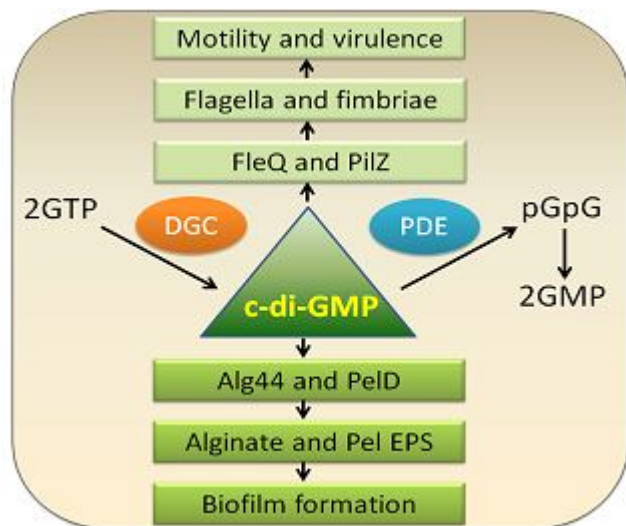 Motility and virulence
Flagella and fimbriae
FleQ and PilZ
2GTP
DGC
PDE
pGpG
c-di-GMP
2GMP
Alg44 and PelD
Alginate and Pel EPS
Biofilm formation